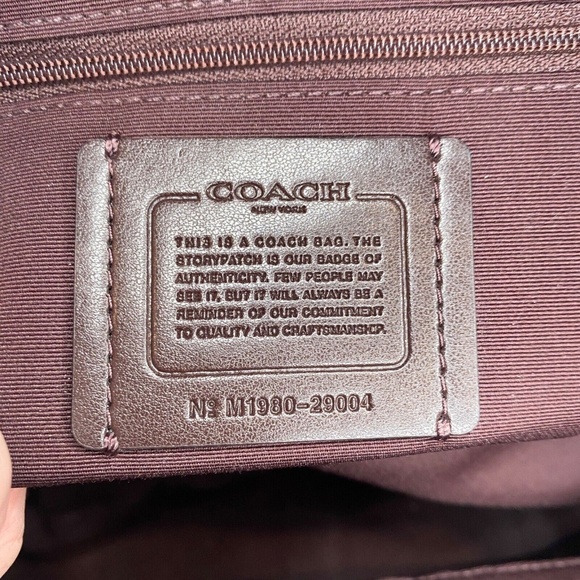 COACH
NEW YORK
THIS IS A COACH BAG. THE
STORYPATCH IS OUR BADGE OF
AUTHENTICITY. FEW PEOPLE MAY
SEE IT, BUT IT WILL ALWAYS BE A
REMINDER OF OUR COMMITMENT
TO QUALITY AND CRAFTSMANSHIP.
Nº M1980-29004